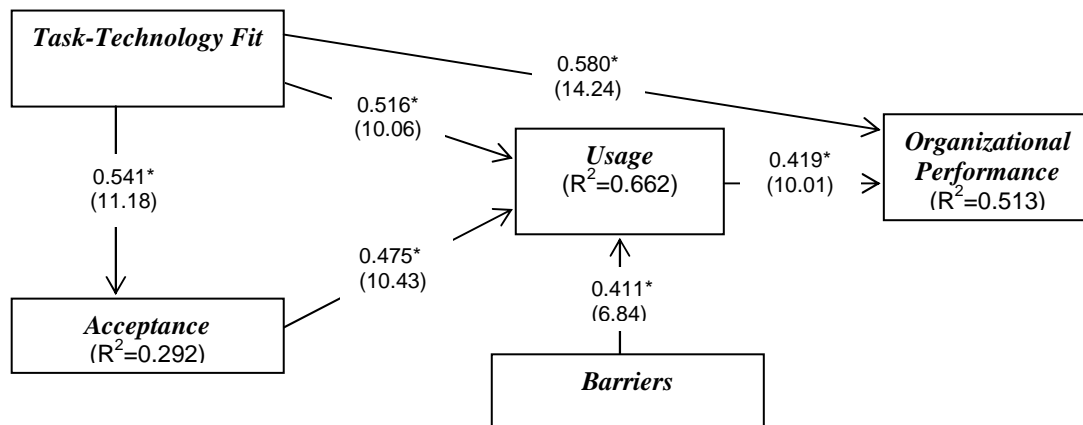 Task-Technology Fit
0.580*
(14.24)
0.516*
(10.06)
Usage
(R²=0.662)
0.419*
(10.01)
Organizational
Performance
(R²=0.513)
0.541*
(11.18)
0.475*
(10.43)
0.411*
(6.84)
Acceptance
(R²=0.292)
Barriers